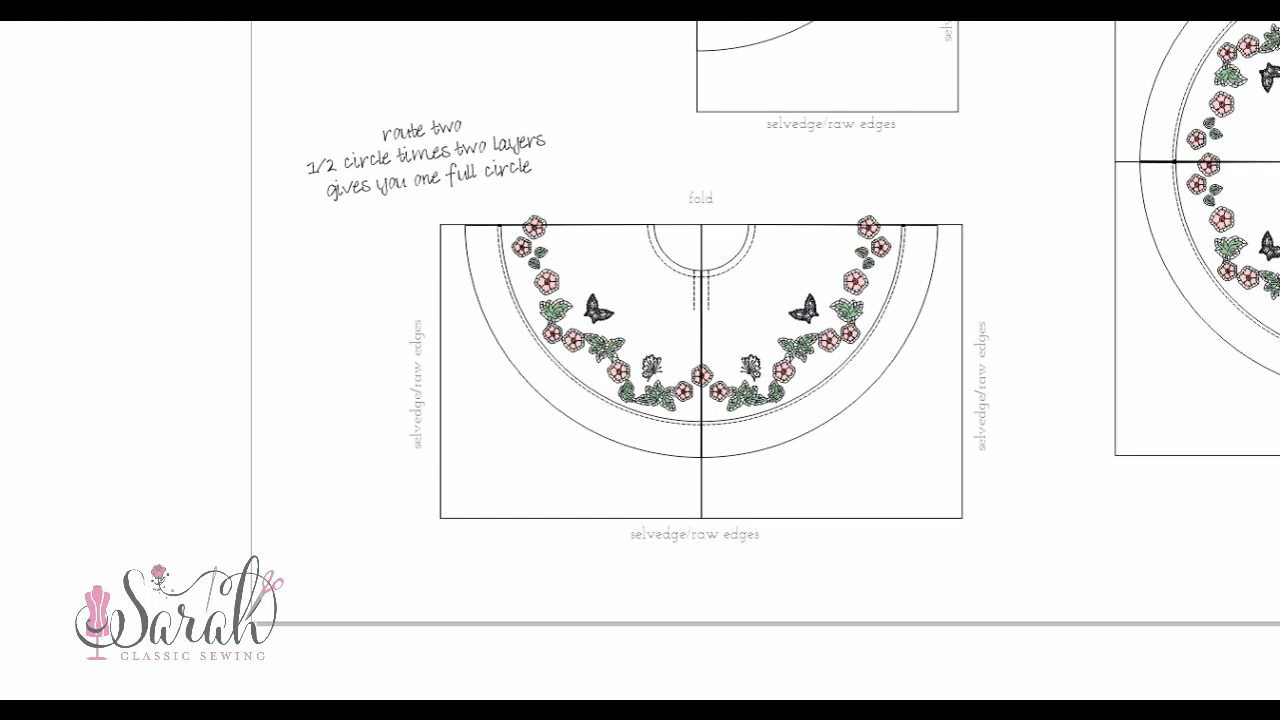 sel
selvedge/raw edges
route two
1/2 circle times two layers
gives you one full circle
fold
selvedge/raw edges
selvedge/raw edges
selvedge/raw edges
Sarah
CLASSIC SEWING